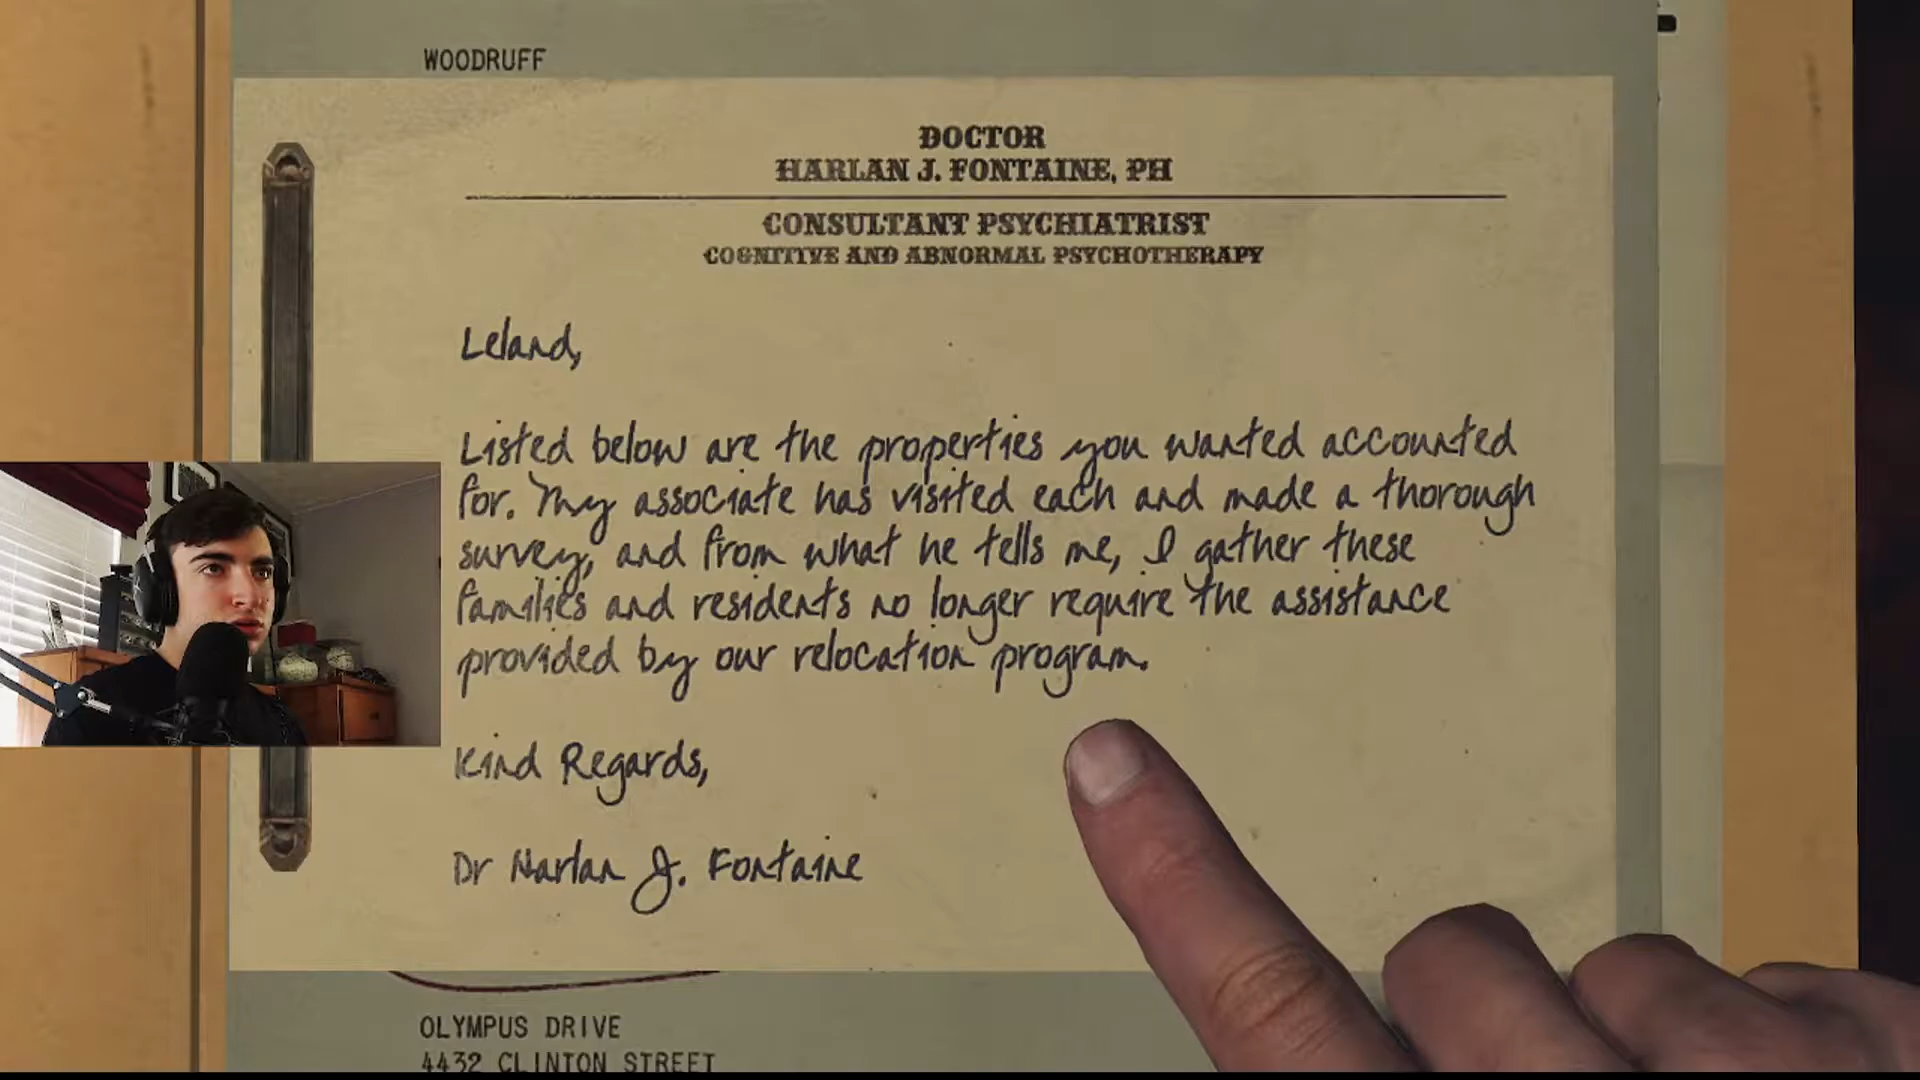 WOODRUFF
DOCTOR
HARLAN J. FONTAINE, PH
CONSULTANT PSYCHIATRIST
COGNITIVE AND ABNORMAL PSYCHOTHERAPY
Leland,
Listed below are the properties you wanted accounted
for. My associate has visited each and made a thorough
survey, and from what he tells me, I gather these
families and residents no longer require the assistance
provided by our relocation program.
Kind Regards,
Dr Harlan J. Fontaine
OLYMPUS DRIVE
4432 CLINTON STREET